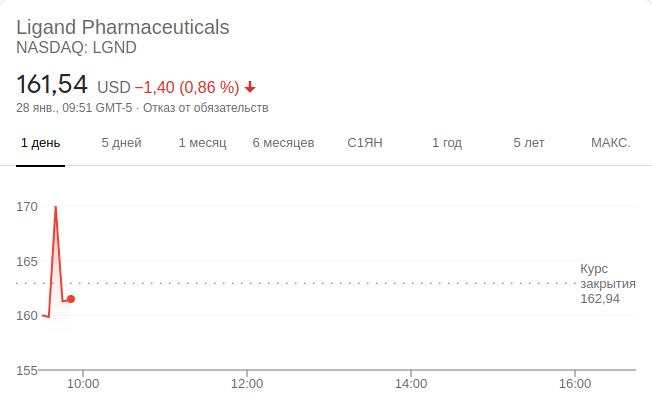 Ligand Pharmaceuticals
NASDAQ: LGND
161,54 USD −1,40 (0,86 %)
28 янв., 09:51 GMT-5 · Отказ от обязательств
1 день 5 дней 1 месяц 6 месяцев С1ЯН 1 год 5 лет МАКС.
170
165
Курс
закрытия
162,94
160
155
10:00 12:00 14:00 16:00